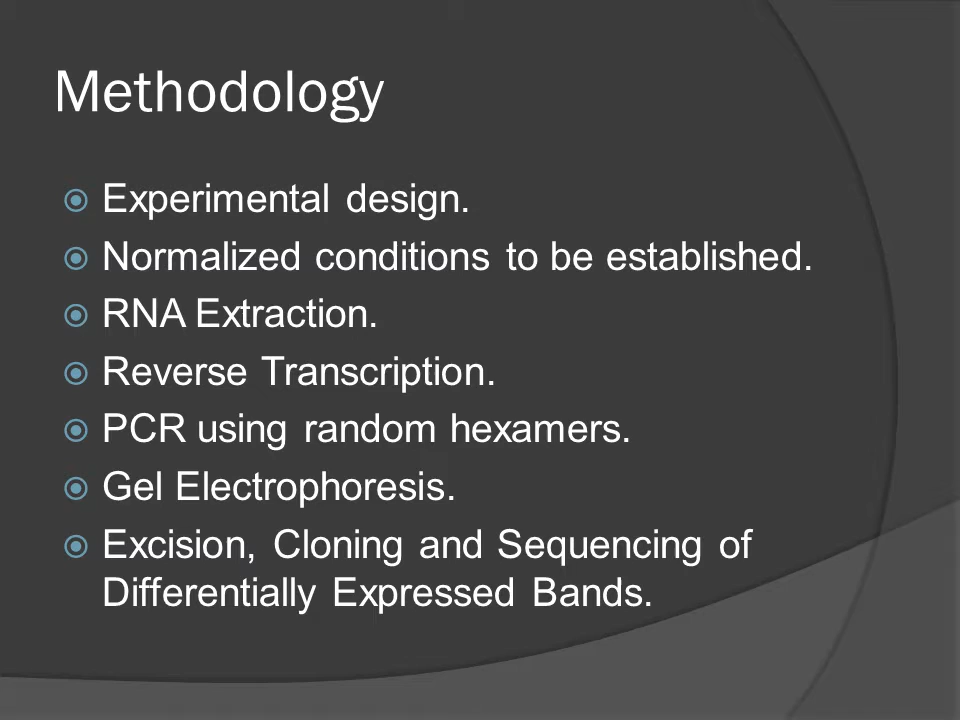 Methodology
Experimental design.
Normalized conditions to be established.
RNA Extraction.
Reverse Transcription.
PCR using random hexamers.
Gel Electrophoresis.
Excision, Cloning and Sequencing of
Differentially Expressed Bands.